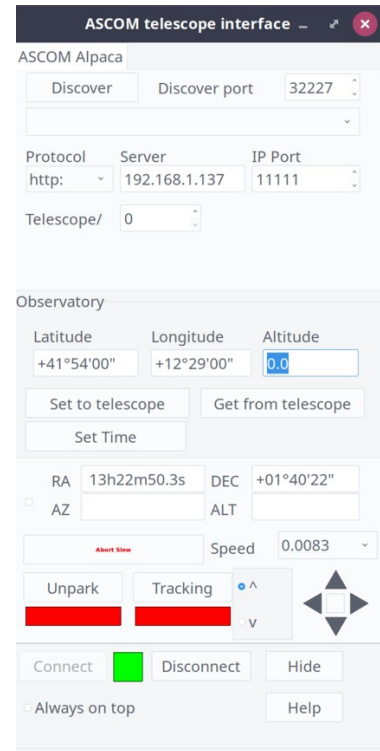 ASCOM telescope interface
ASCOM Alpaca
Discover Discover port 32227
Protocol Server IP Port
http: 192.168.1.137 11111
Telescope/ 0
Observatory
Latitude Longitude Altitude
+41°54'00" +12°29'00" 0.0
Set to telescope Get from telescope
Set Time
RA 13h22m50.3s DEC +01°40'22"
AZ ALT
Abort Slew Speed 0.0083
Unpark Tracking ^
v
Connect Disconnect Hide
Always on top Help